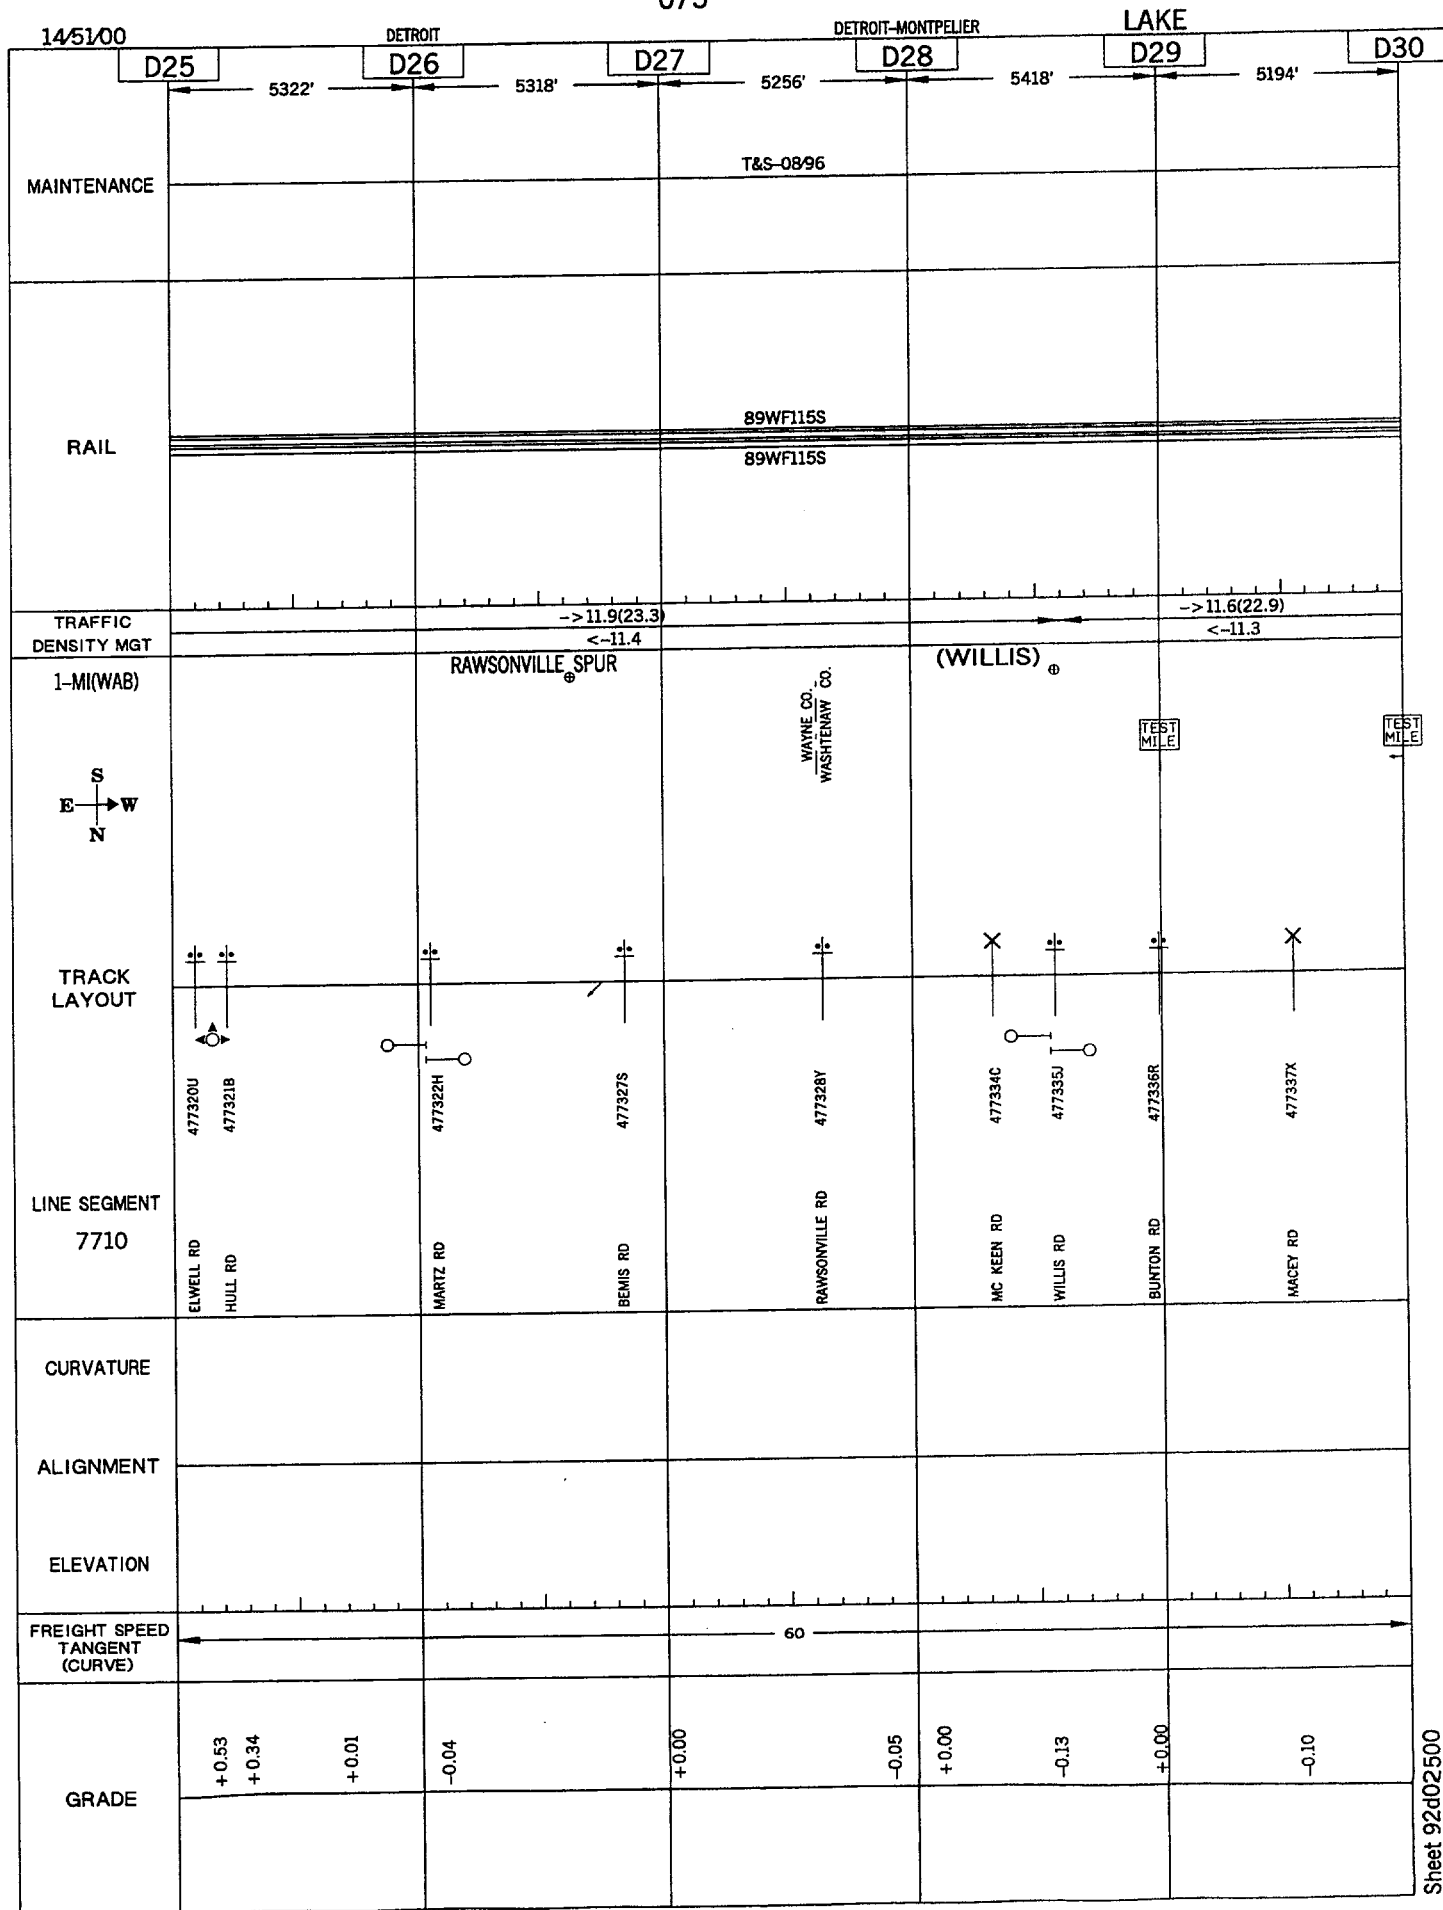 14/51/00
DETROIT
DETROIT-MONTPELIER
LAKE
D25
D26
D27
D28
D29
D30
5322'
5318'
5256'
5418'
5194'
MAINTENANCE
T&S-08/96
RAIL
89WF115S
89WF115S
TRAFFIC
DENSITY MGT
->11.9(23.3)
<-11.4
->11.6(22.9)
<-11.3
1-MI(WAB)
RAWSONVILLE SPUR
(WILLIS)
WAYNE CO.
WASHTENAW CO.
TEST
MILE
TEST
MILE
S
E W
N
TRACK
LAYOUT
477320U
477321B
477322H
477327S
477328Y
477334C
477335J
477336R
477337X
LINE SEGMENT
7710
ELWELL RD
HULL RD
MARTZ RD
BEMIS RD
RAWSONVILLE RD
MC KEEN RD
WILLIS RD
BUNTON RD
MACEY RD
CURVATURE
ALIGNMENT
ELEVATION
FREIGHT SPEED
TANGENT
(CURVE)
60
GRADE
+0.53
+0.34
+0.01
-0.04
+0.00
-0.05
+0.00
-0.13
+0.00
-0.10
Sheet 92d02500